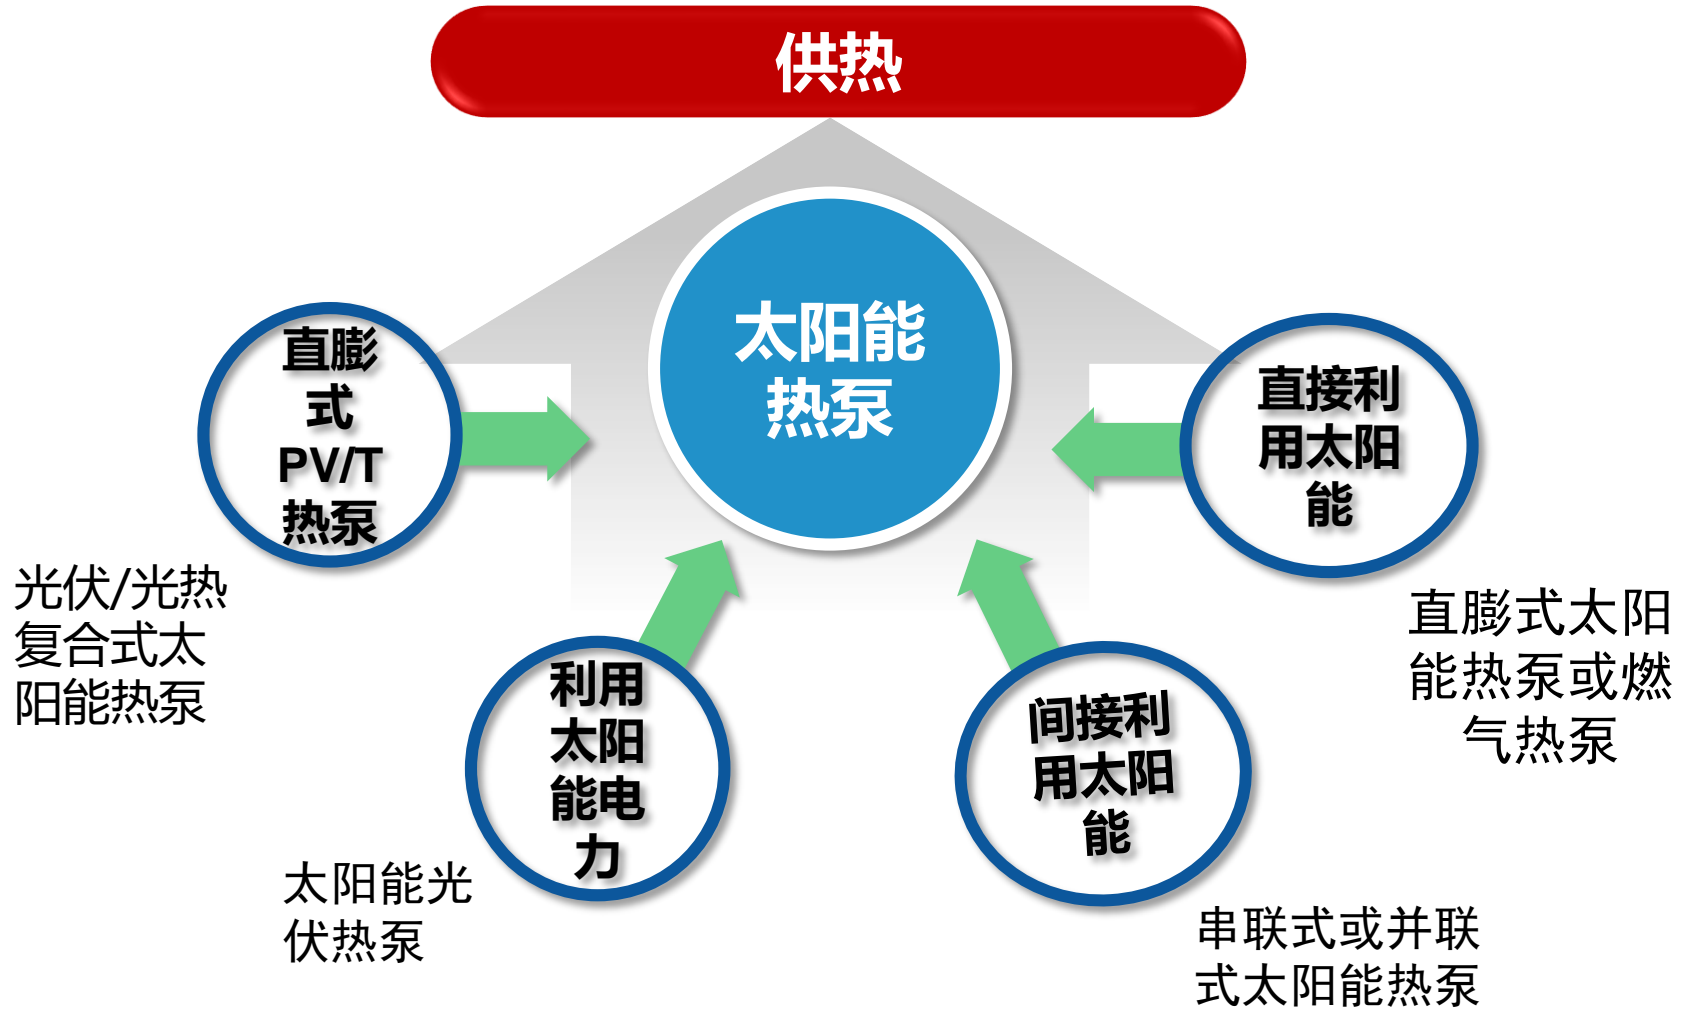 供热
太阳能
热泵
直膨
式
PV/T
热泵
光伏/光热
复合式太
阳能热泵
利用
太阳
能电
力
太阳能光
伏热泵
间接利
用太阳
能
串联式或并联
式太阳能热泵
直接利
用太阳
能
直膨式太阳
能热泵或燃
气热泵